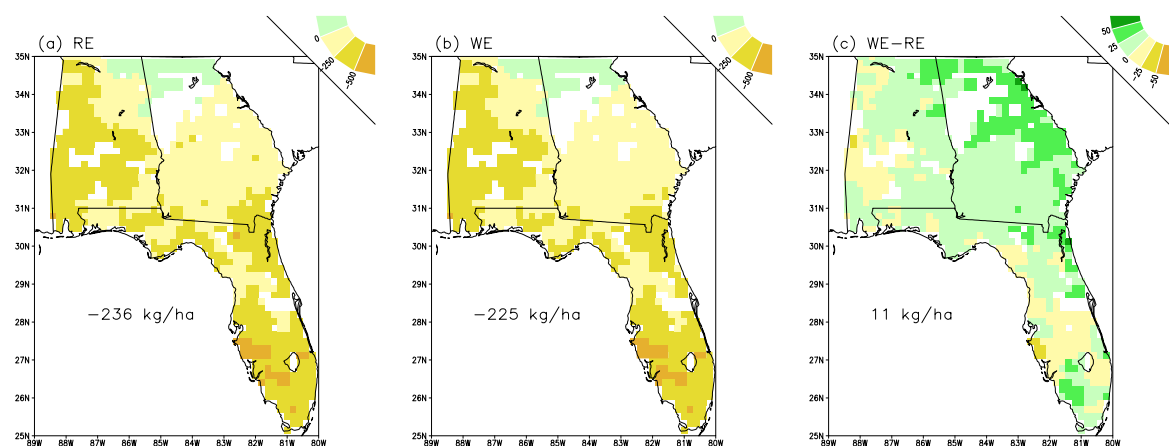 (a) RE
0
−250
−500
35N
34N
33N
32N
31N
30N
29N
28N
27N
26N
25N
−236 kg/ha
89W 88W 87W 86W 85W 84W 83W 82W 81W 80W
(b) WE
0
−250
−500
35N
34N
33N
32N
31N
30N
29N
28N
27N
26N
25N
−225 kg/ha
89W 88W 87W 86W 85W 84W 83W 82W 81W 80W
(c) WE−RE
50
25
0
−25
−50
35N
34N
33N
32N
31N
30N
29N
28N
27N
26N
25N
11 kg/ha
89W 88W 87W 86W 85W 84W 83W 82W 81W 80W